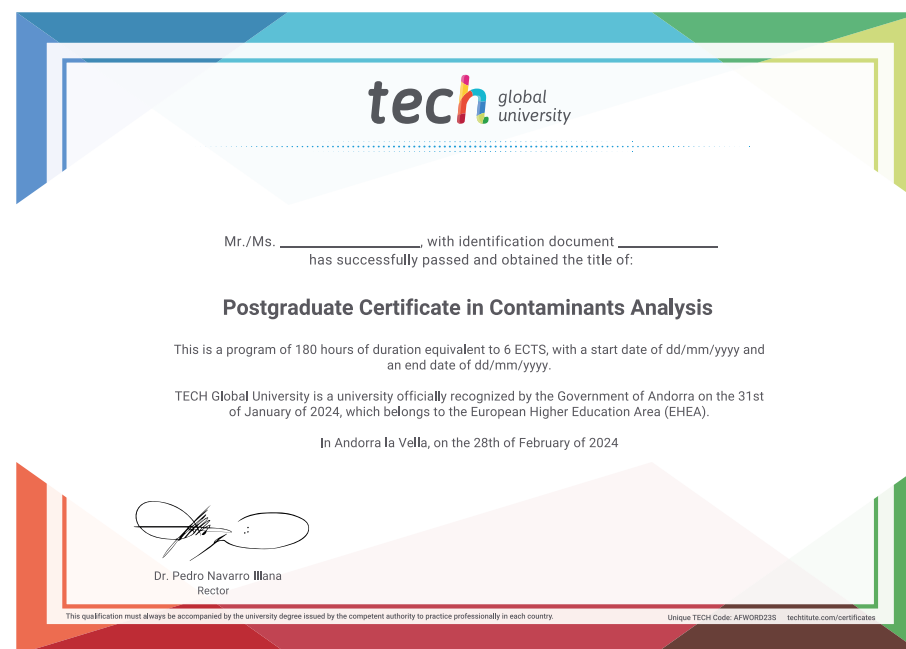 tech global university
Mr./Ms. ____________________, with identification document ______________
has successfully passed and obtained the title of:
Postgraduate Certificate in Contaminants Analysis
This is a program of 180 hours of duration equivalent to 6 ECTS, with a start date of dd/mm/yyyy and
an end date of dd/mm/yyyy.
TECH Global University is a university officially recognized by the Government of Andorra on the 31st
of January of 2024, which belongs to the European Higher Education Area (EHEA).
In Andorra la Vella, on the 28th of February of 2024
Dr. Pedro Navarro Illana
Rector
This qualification must always be accompanied by the university degree issued by the competent authority to practice professionally in each country.
Unique TECH Code: AFWORD23S techtitute.com/certificates